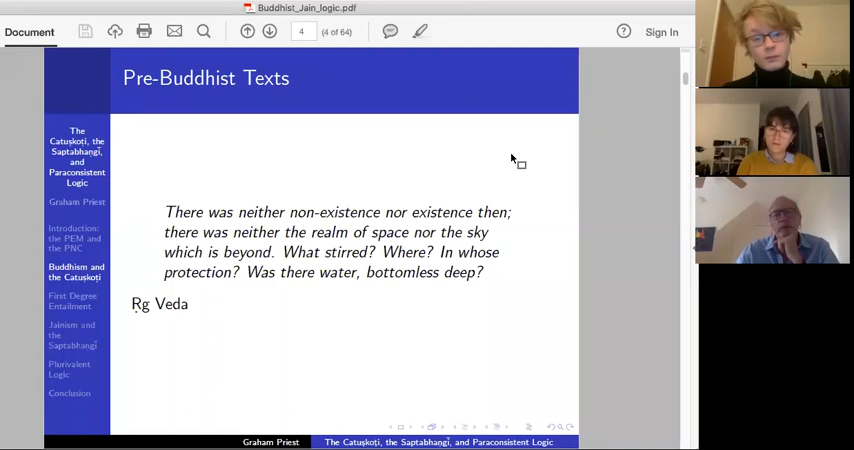 Buddhist_Jain_logic.pdf
Document
4
(4 of 64)
Sign In
Pre-Buddhist Texts
The
Catuṣkoṭi, the
Saptabhaṅgī,
and
Paraconsistent
Logic
Graham Priest
Introduction:
the PEM and
the PNC
Buddhism and
the Catuṣkoṭi
First Degree
Entailment
Jainism and
the
Saptabhaṅgī
Plurivalent
Logic
Conclusion
There was neither non-existence nor existence then;
there was neither the realm of space nor the sky
which is beyond. What stirred? Where? In whose
protection? Was there water, bottomless deep?
Ṛg Veda
Graham Priest
The Catuṣkoṭi, the Saptabhaṅgī, and Paraconsistent Logic